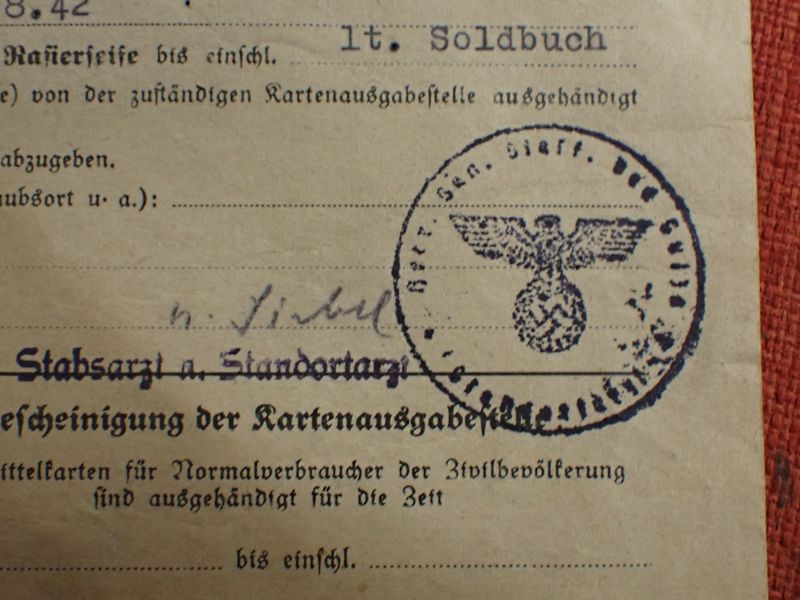 8.42
Rasierseife bis einschl. lt. Soldbuch
e) von der zuständigen Kartenausgabestelle ausgehändigt
abzugeben.
ubsort u. a.):
Stabsarzt a. Standortarzt
escheinigung der Kartenausgabestelle
ittelkarten für Normalverbraucher der Zivilbevölkerung
sind ausgehändigt für die Zeit
bis einschl.